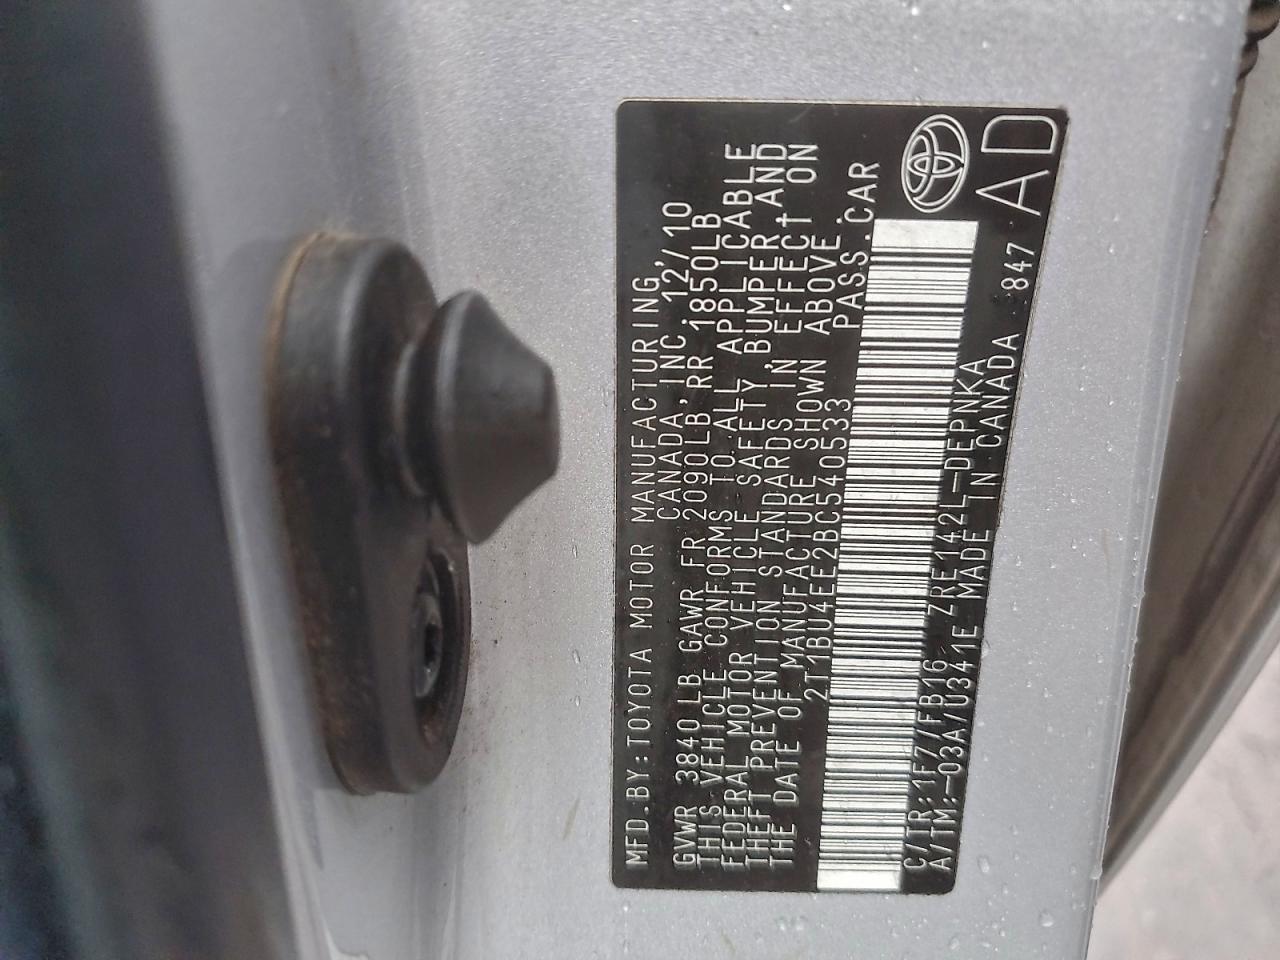 MFD.BY:TOYOTA MOTOR MANUFACTURING,
CANADA,INC. 12/10
GVWR 3840 LB GAWR FR 2090LB,RR 1850LB
THIS VEHICLE CONFORMS TO ALL APPLICABLE
FEDERAL MOTOR VEHICLE SAFETY, BUMPER,AND
THEFT PREVENTION STANDARDS IN EFFECT ON
THE DATE OF MANUFACTURE SHOWN ABOVE.
2T1BU4EE2BC540533 PASS.CAR
C/TR:1F7/FB16 ZRE142L-DEPNKA
A/TM:-03A/U341E MADE IN CANADA 847
AD